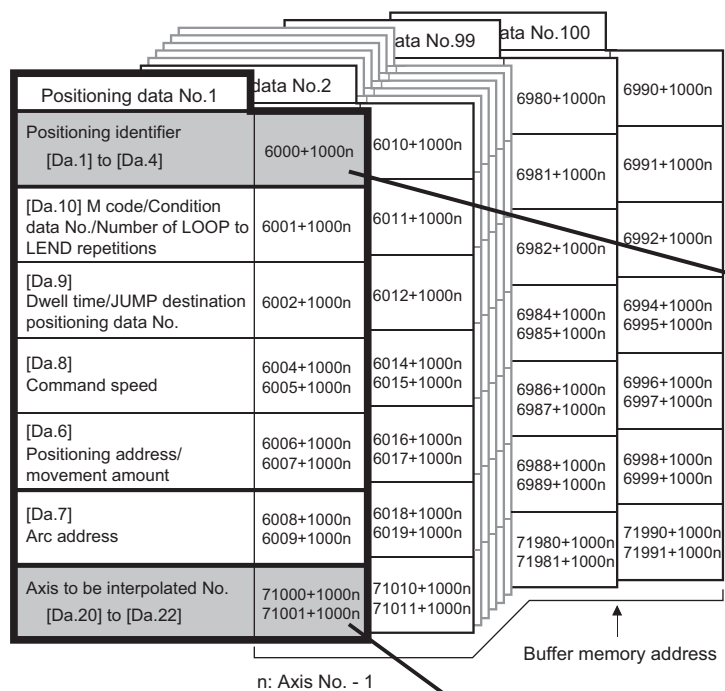 Positioning data No.1
data No.2
ata No.99
ata No.100
Positioning identifier
[Da.1] to [Da.4]
6000+1000n
6010+1000n
6980+1000n
6990+1000n
[Da.10] M code/Condition
data No./Number of LOOP to
LEND repetitions
6001+1000n
6011+1000n
6981+1000n
6991+1000n
[Da.9]
Dwell time/JUMP destination
positioning data No.
6002+1000n
6012+1000n
6982+1000n
6992+1000n
[Da.8]
Command speed
6004+1000n
6005+1000n
6014+1000n
6015+1000n
6984+1000n
6985+1000n
6994+1000n
6995+1000n
[Da.6]
Positioning address/
movement amount
6006+1000n
6007+1000n
6016+1000n
6017+1000n
6986+1000n
6987+1000n
6996+1000n
6997+1000n
[Da.7]
Arc address
6008+1000n
6009+1000n
6018+1000n
6019+1000n
6988+1000n
6989+1000n
6998+1000n
6999+1000n
Axis to be interpolated No.
[Da.20] to [Da.22]
71000+1000n
71001+1000n
71010+1000n
71011+1000n
71980+1000n
71981+1000n
71990+1000n
71991+1000n
Buffer memory address
n: Axis No. - 1